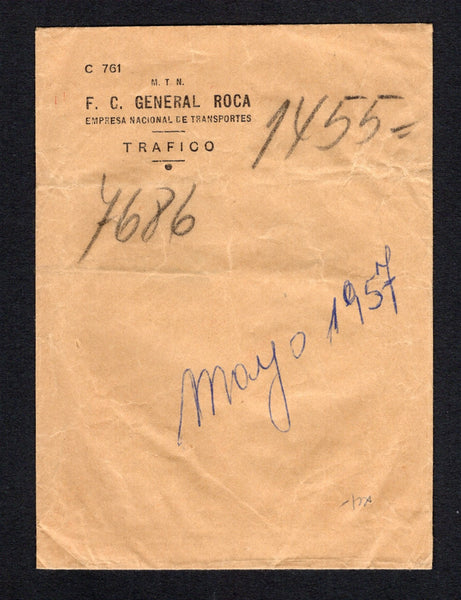 C 761
M. T. N.
F. C. GENERAL ROCA
EMPRESA NACIONAL DE TRANSPORTES
TRAFICO
1455=
7686
Mayo 1957